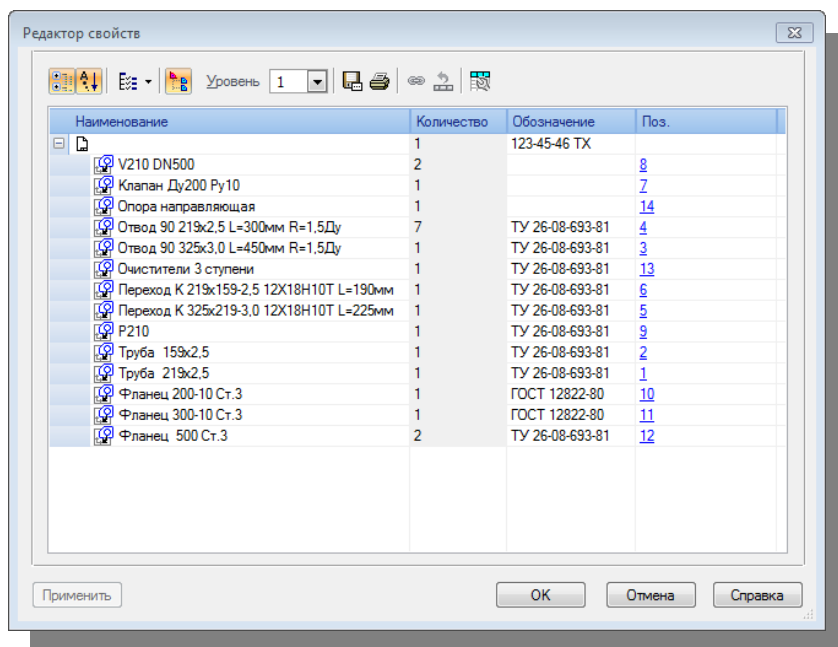 Редактор свойств
Уровень 1
Наименование Количество Обозначение Поз.
1 123-45-46 ТХ
V210 DN500 2 8
Клапан Ду200 Ру10 1 7
Опора направляющая 1 14
Отвод 90 219x2,5 L=300мм R=1,5Ду 7 ТУ 26-08-693-81 4
Отвод 90 325x3,0 L=450мм R=1,5Ду 1 ТУ 26-08-693-81 3
Очистители 3 ступени 1 ТУ 26-08-693-81 13
Переход К 219x159-2,5 12Х18Н10Т L=190мм 1 ТУ 26-08-693-81 6
Переход К 325x219-3,0 12Х18Н10Т L=225мм 1 ТУ 26-08-693-81 5
Р210 1 ТУ 26-08-693-81 9
Труба 159x2,5 1 ТУ 26-08-693-81 2
Труба 219x2,5 1 ТУ 26-08-693-81 1
Фланец 200-10 Ст.3 1 ГОСТ 12822-80 10
Фланец 300-10 Ст.3 1 ГОСТ 12822-80 11
Фланец 500 Ст.3 2 ТУ 26-08-693-81 12
Применить OK Отмена Справка